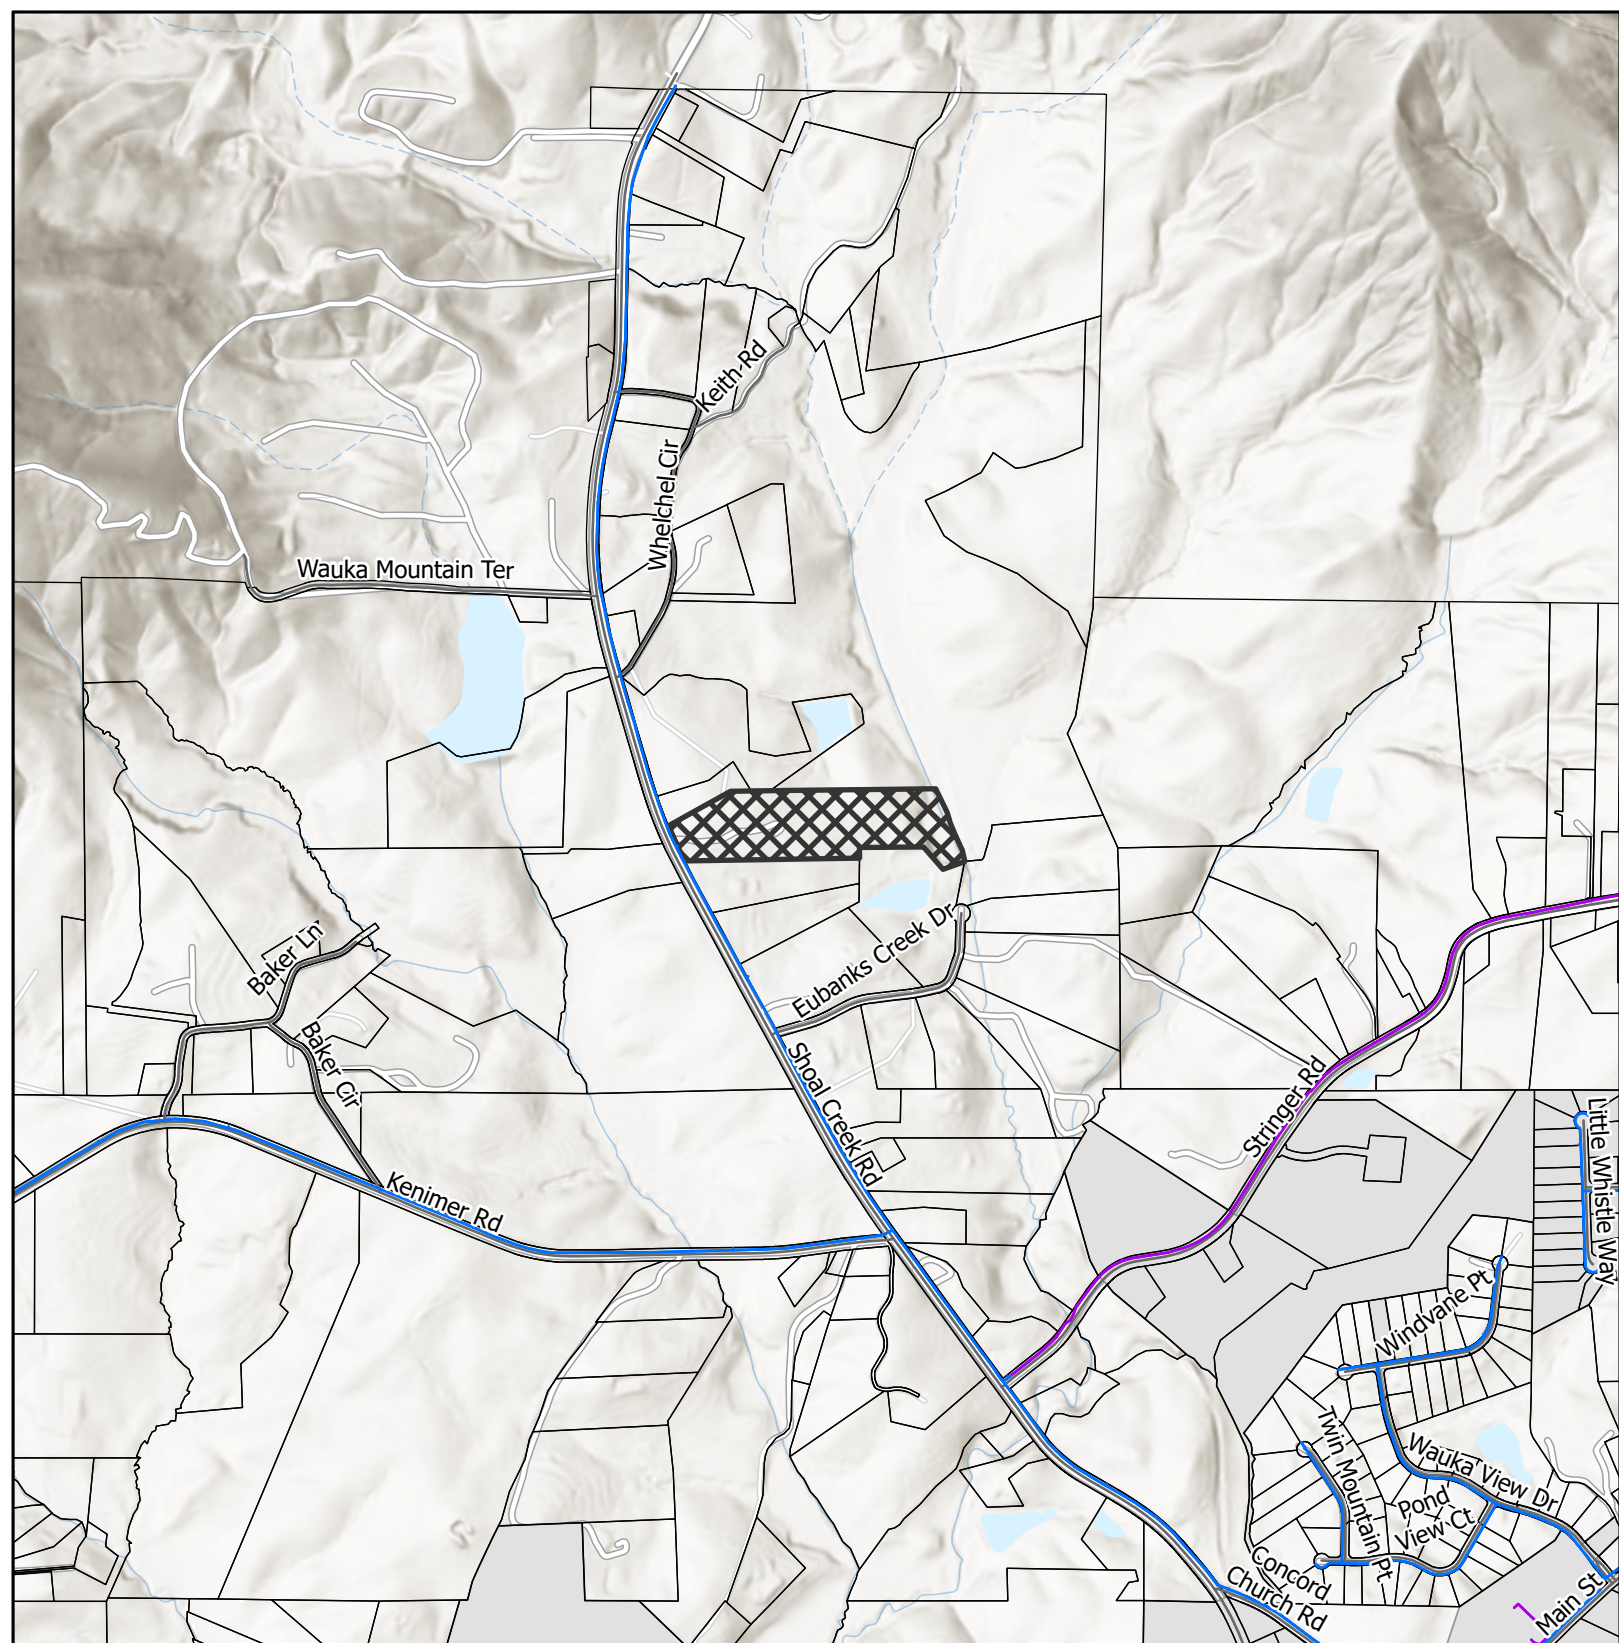 Keith Rd
Whelchel Cir
Wauka Mountain Ter
Eubanks Creek Dr
Baker Ln
Baker Cir
Shoal Creek Rd
Stringer Rd
Little Whistle Way
Kenimer Rd
Windvane Pt
Twin Mountain Pt
Wauka View Dr
Pond
View Ct
Concord
Church Rd
Main St